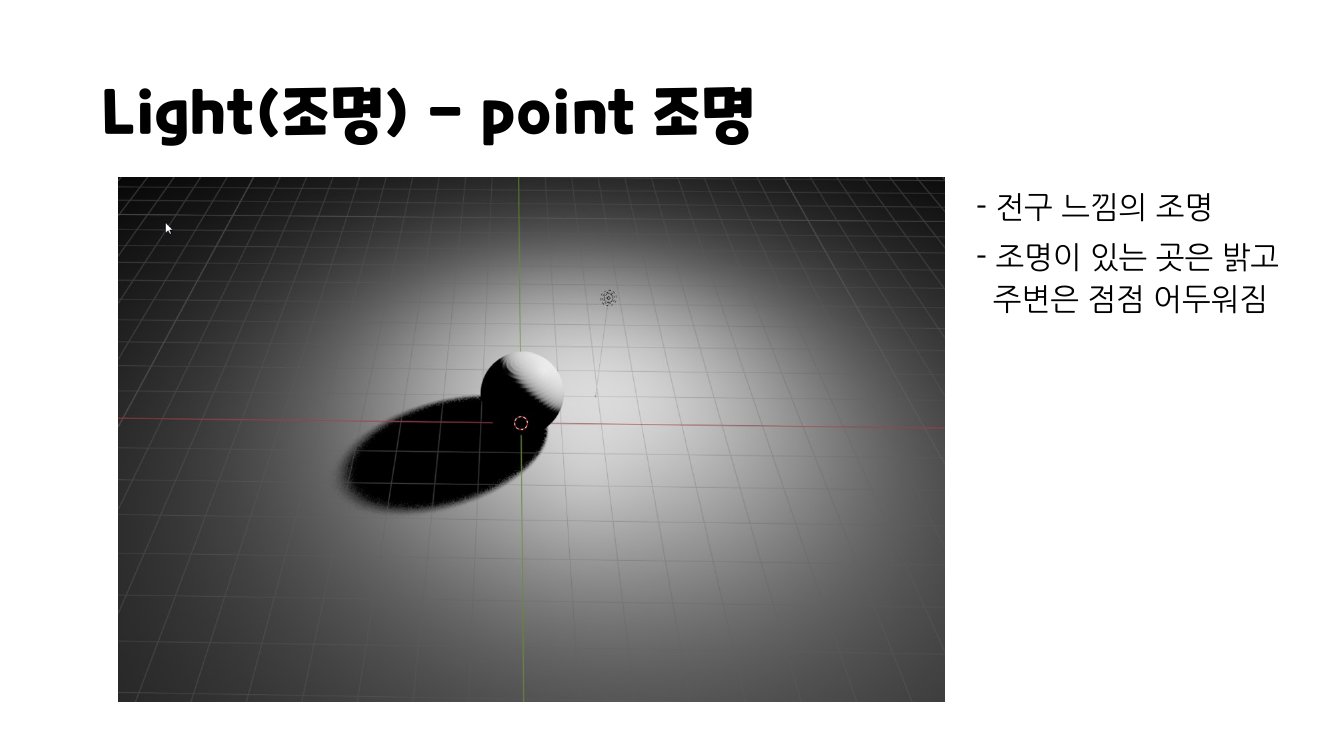 Light(조명) - point 조명
- 전구 느낌의 조명
- 조명이 있는 곳은 밝고
주변은 점점 어두워짐